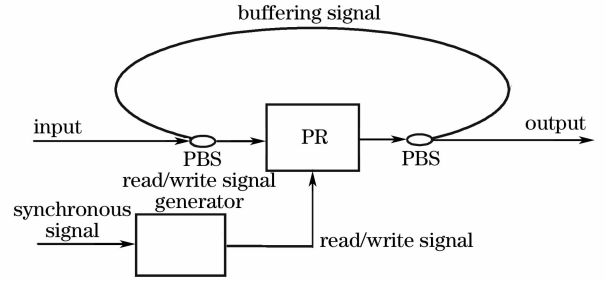 buffering signal
input
PR
output
PBS
PBS
read/write signal
generator
synchronous
signal
read/write signal